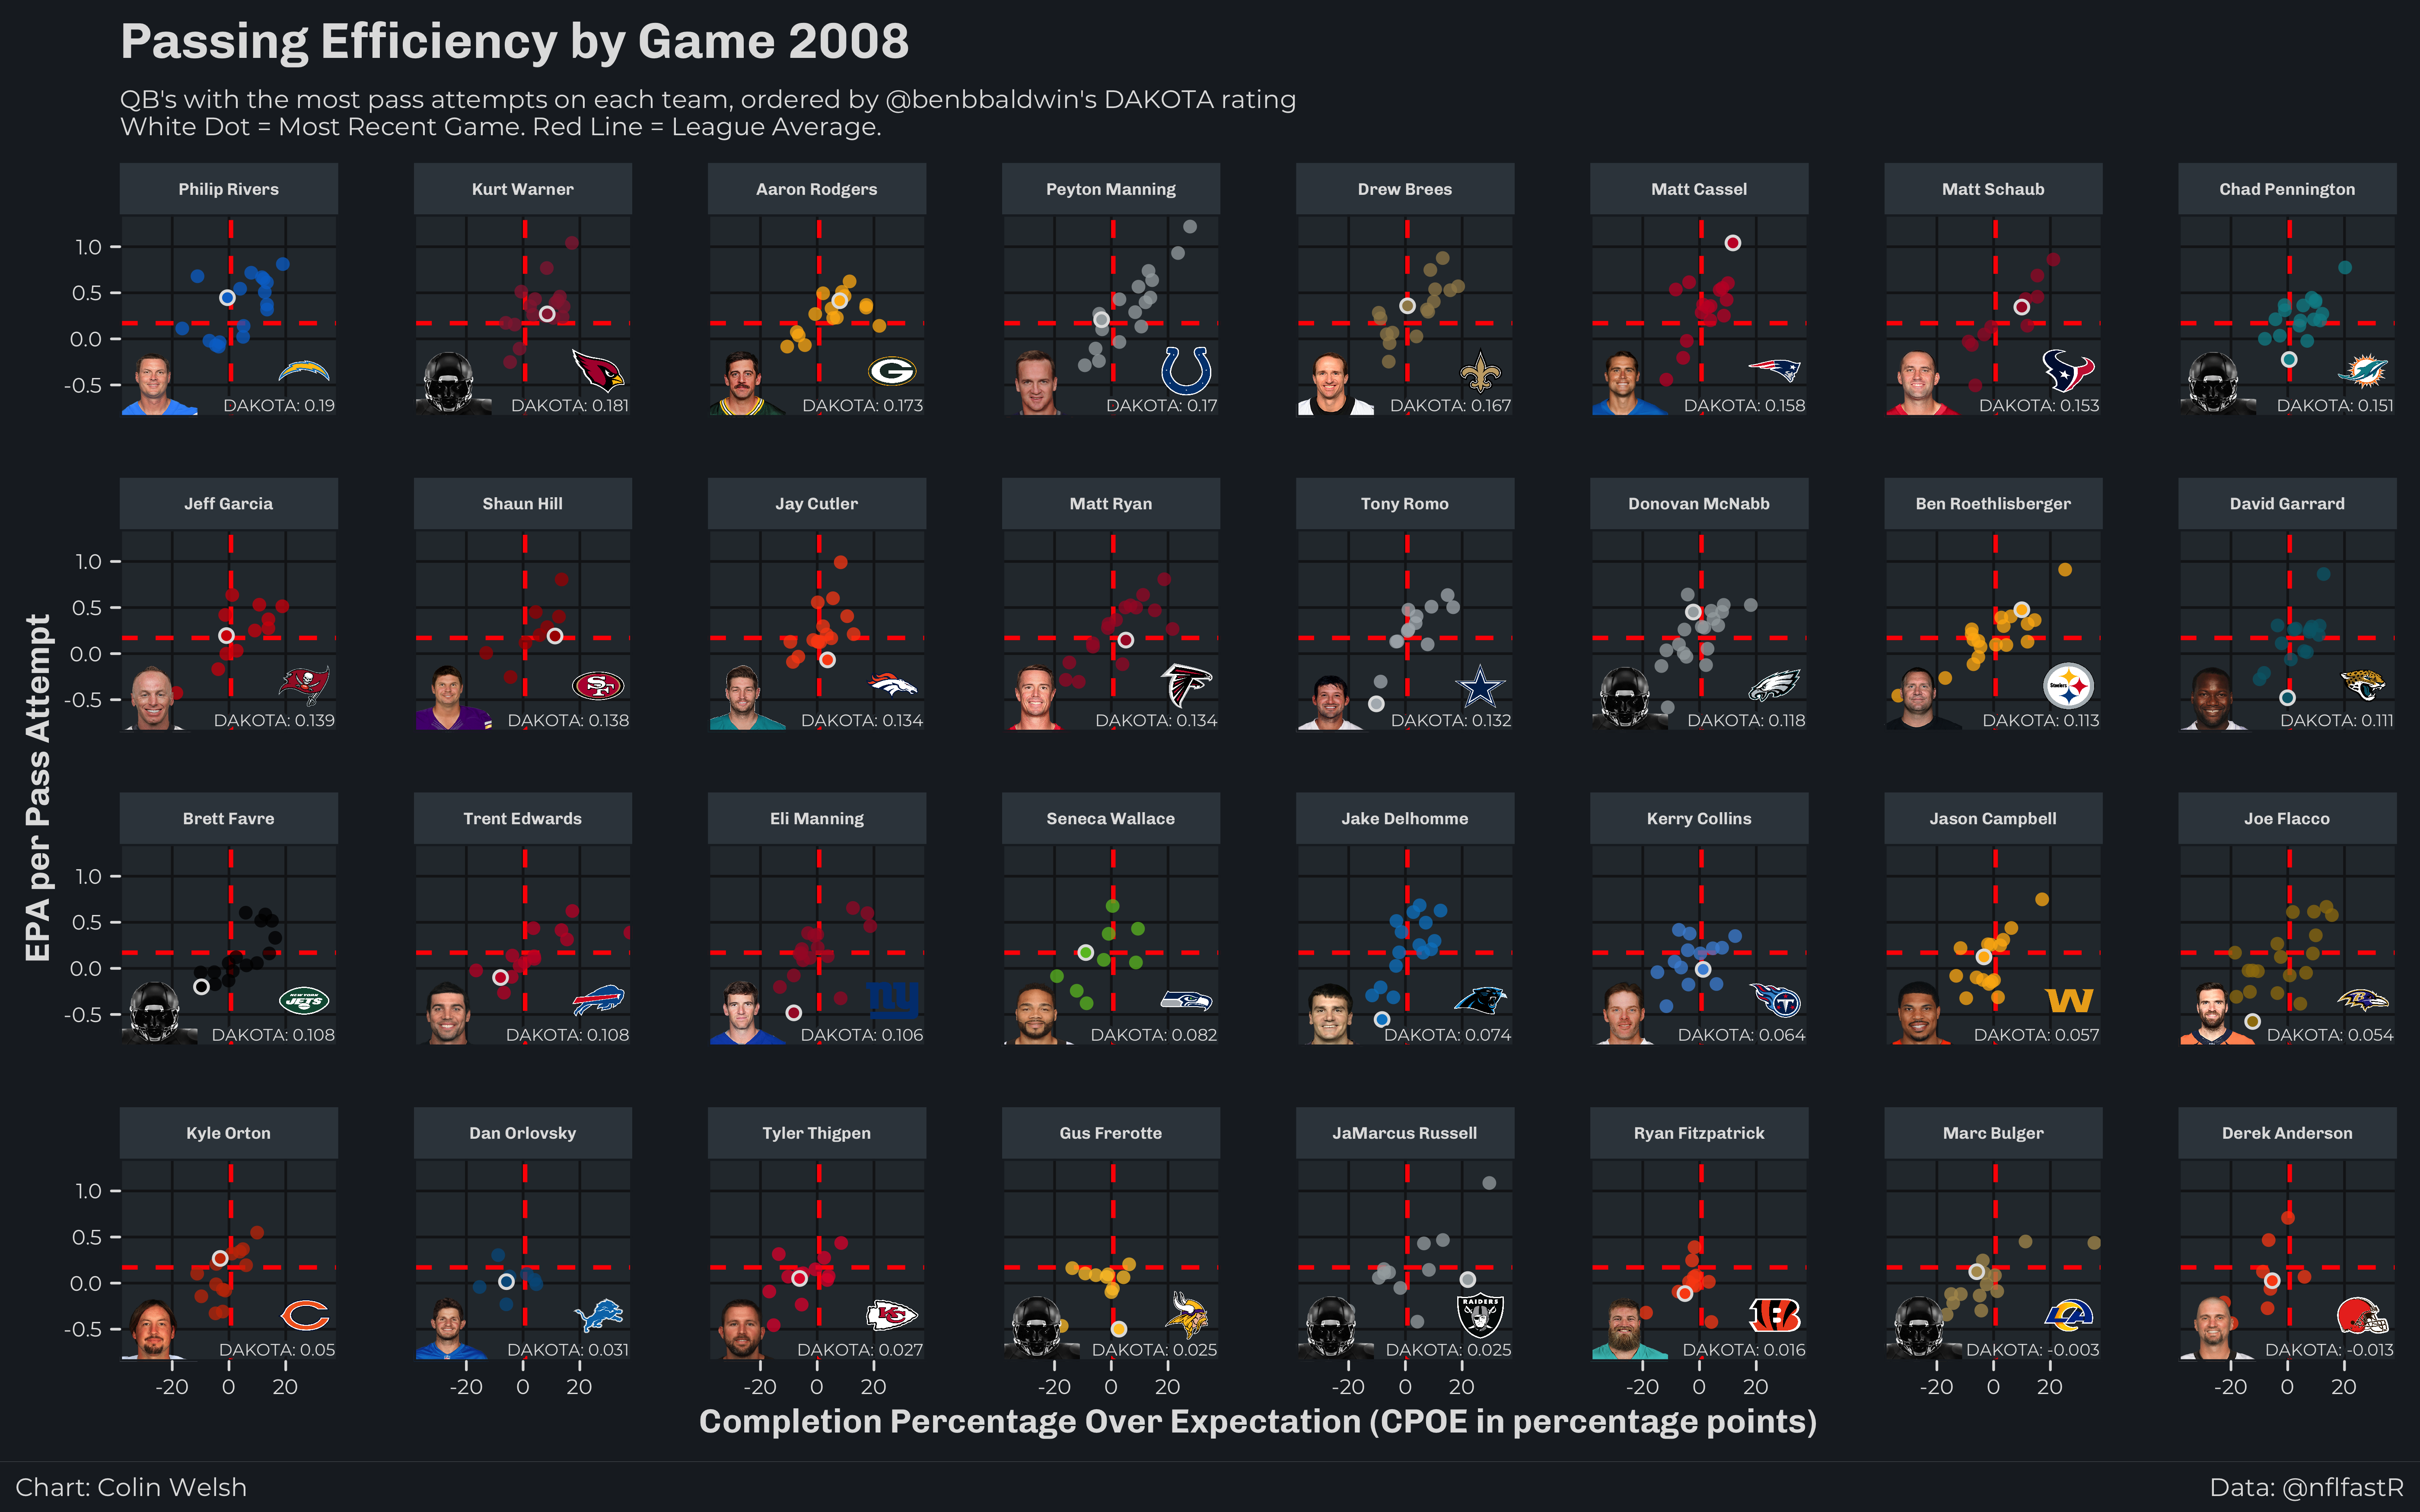 Passing Efficiency by Game 2008
QB's with the most pass attempts on each team, ordered by @benbbaldwin's DAKOTA rating
White Dot = Most Recent Game. Red Line = League Average.
Philip Rivers
Kurt Warner
Aaron Rodgers
Peyton Manning
Drew Brees
Matt Cassel
Matt Schaub
Chad Pennington
1.0
0.5
0.0
-0.5
G
DAKOTA: 0.19
DAKOTA: 0.181
DAKOTA: 0.173
DAKOTA: 0.17
DAKOTA: 0.167
DAKOTA: 0.158
DAKOTA: 0.153
DAKOTA: 0.151
Jeff Garcia
Shaun Hill
Jay Cutler
Matt Ryan
Tony Romo
Donovan McNabb
Ben Roethlisberger
David Garrard
1.0
0.5
0.0
-0.5
SF
Steelers
DAKOTA: 0.139
DAKOTA: 0.138
DAKOTA: 0.134
DAKOTA: 0.134
DAKOTA: 0.132
DAKOTA: 0.118
DAKOTA: 0.113
DAKOTA: 0.111
EPA per Pass Attempt
Brett Favre
Trent Edwards
Eli Manning
Seneca Wallace
Jake Delhomme
Kerry Collins
Jason Campbell
Joe Flacco
1.0
0.5
0.0
-0.5
NEW YORK
JETS
ny
T
W
DAKOTA: 0.108
DAKOTA: 0.108
DAKOTA: 0.106
DAKOTA: 0.082
DAKOTA: 0.074
DAKOTA: 0.064
DAKOTA: 0.057
DAKOTA: 0.054
Kyle Orton
Dan Orlovsky
Tyler Thigpen
Gus Frerotte
JaMarcus Russell
Ryan Fitzpatrick
Marc Bulger
Derek Anderson
1.0
0.5
0.0
-0.5
C
KC
RAIDERS
B
LA
DAKOTA: 0.05
DAKOTA: 0.031
DAKOTA: 0.027
DAKOTA: 0.025
DAKOTA: 0.025
DAKOTA: 0.016
DAKOTA: -0.003
DAKOTA: -0.013
-20 0 20
-20 0 20
-20 0 20
-20 0 20
-20 0 20
-20 0 20
-20 0 20
-20 0 20
Completion Percentage Over Expectation (CPOE in percentage points)
Chart: Colin Welsh
Data: @nflfastR